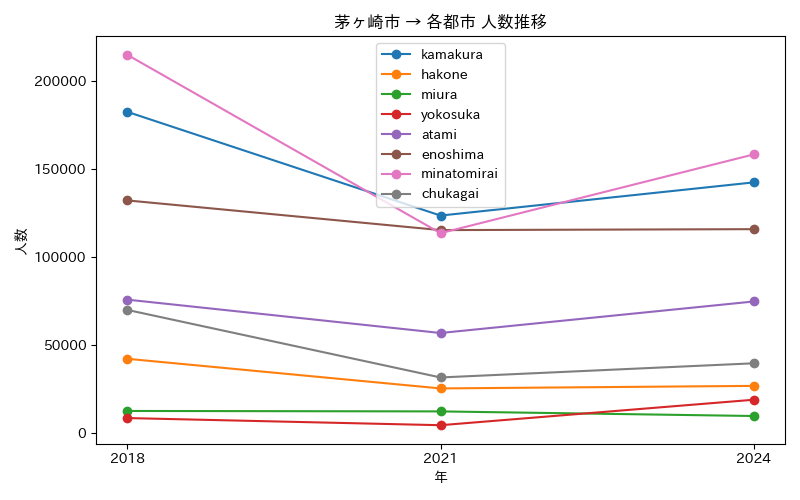 茅ヶ崎市 → 各都市 人数推移
人数
200000
150000
100000
50000
0
kamakura
hakone
miura
yokosuka
atami
enoshima
minatomirai
chukagai
2018
2021
2024
年